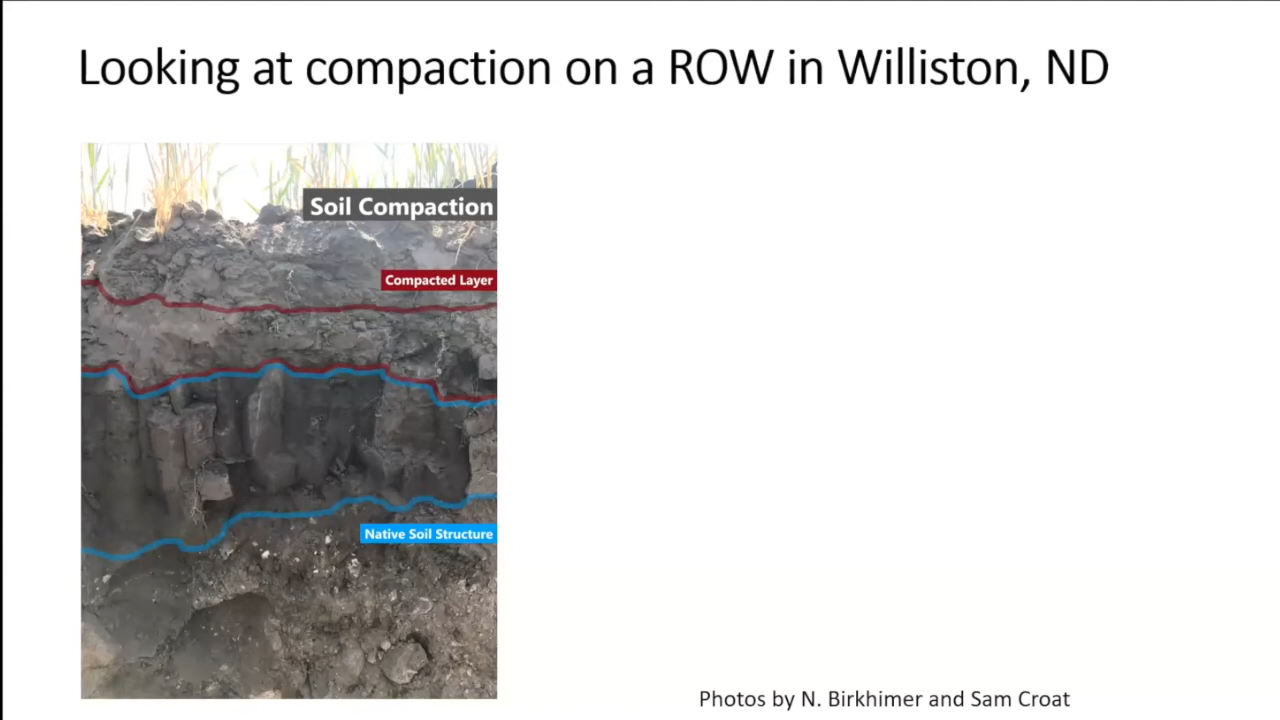 Looking at compaction on a ROW in Williston, ND
Soil Compaction
Compacted Layer
Native Soil Structure
Photos by N. Birkhimer and Sam Croat